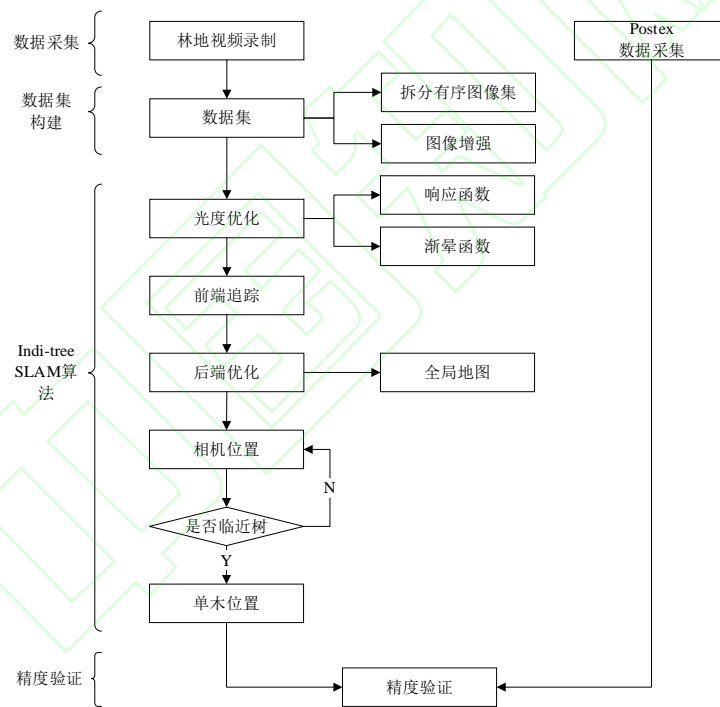 数据采集
林地视频录制
Postex
数据采集
数据集
构建
数据集
拆分有序图像集
图像增强
光度优化
响应函数
渐晕函数
前端追踪
Indi-tree
SLAM算
法
后端优化
全局地图
相机位置
N
是否临近树
Y
单木位置
精度验证
精度验证